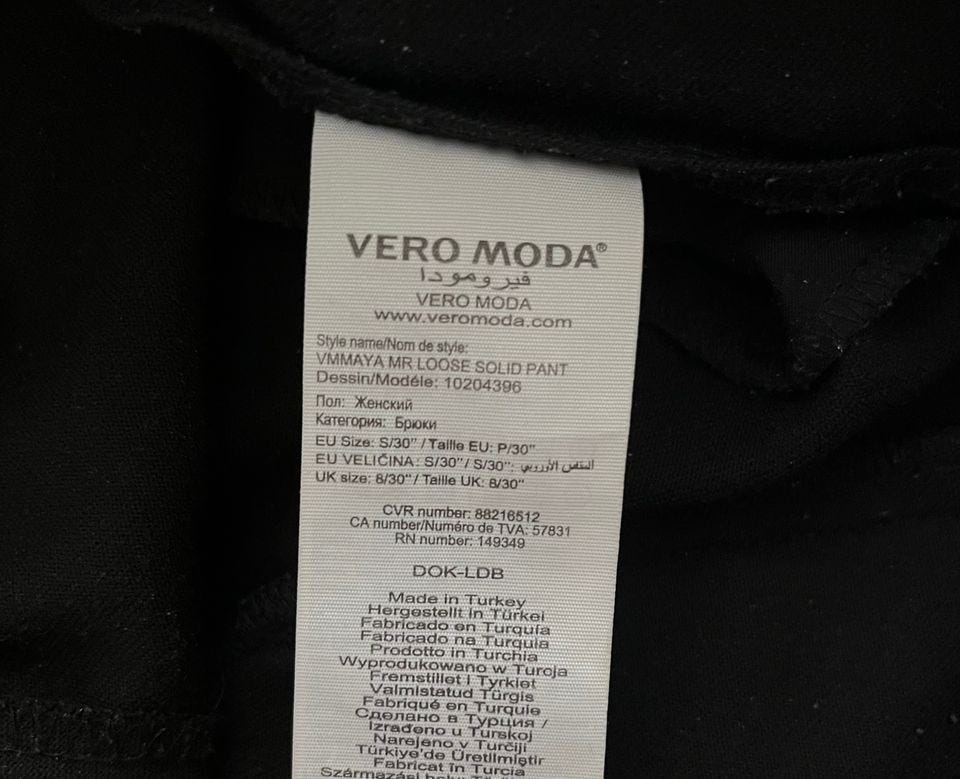 VERO MODA®
فيرومودا
VERO MODA
www.veromoda.com
Style name/Nom de style:
VMMAYA MR LOOSE SOLID PANT
Dessin/Modéle: 10204396
Пол: Женский
Категория: Брюки
EU Size: S/30" / Taille EU: P/30"
EU VELIČINA: S/30" / S/30": المقاس الأوروبي
UK size: 8/30" / Taille UK: 8/30"
CVR number: 88216512
CA number/Numéro de TVA: 57831
RN number: 149349
DOK-LDB
Made in Turkey
Hergestellt in Türkei
Fabricado en Turquía
Fabricado na Turquia
Prodotto in Turchia
Wyprodukowano w Turcja
Fremstillet i Tyrkiet
Valmistatud Türgis
Fabriqué en Turquie
Сделано в Турция /
Izrađeno u Turskoj
Narejeno v Turčiji
Türkiye'de Üretilmiştir
Fabricat în Turcia
Származási